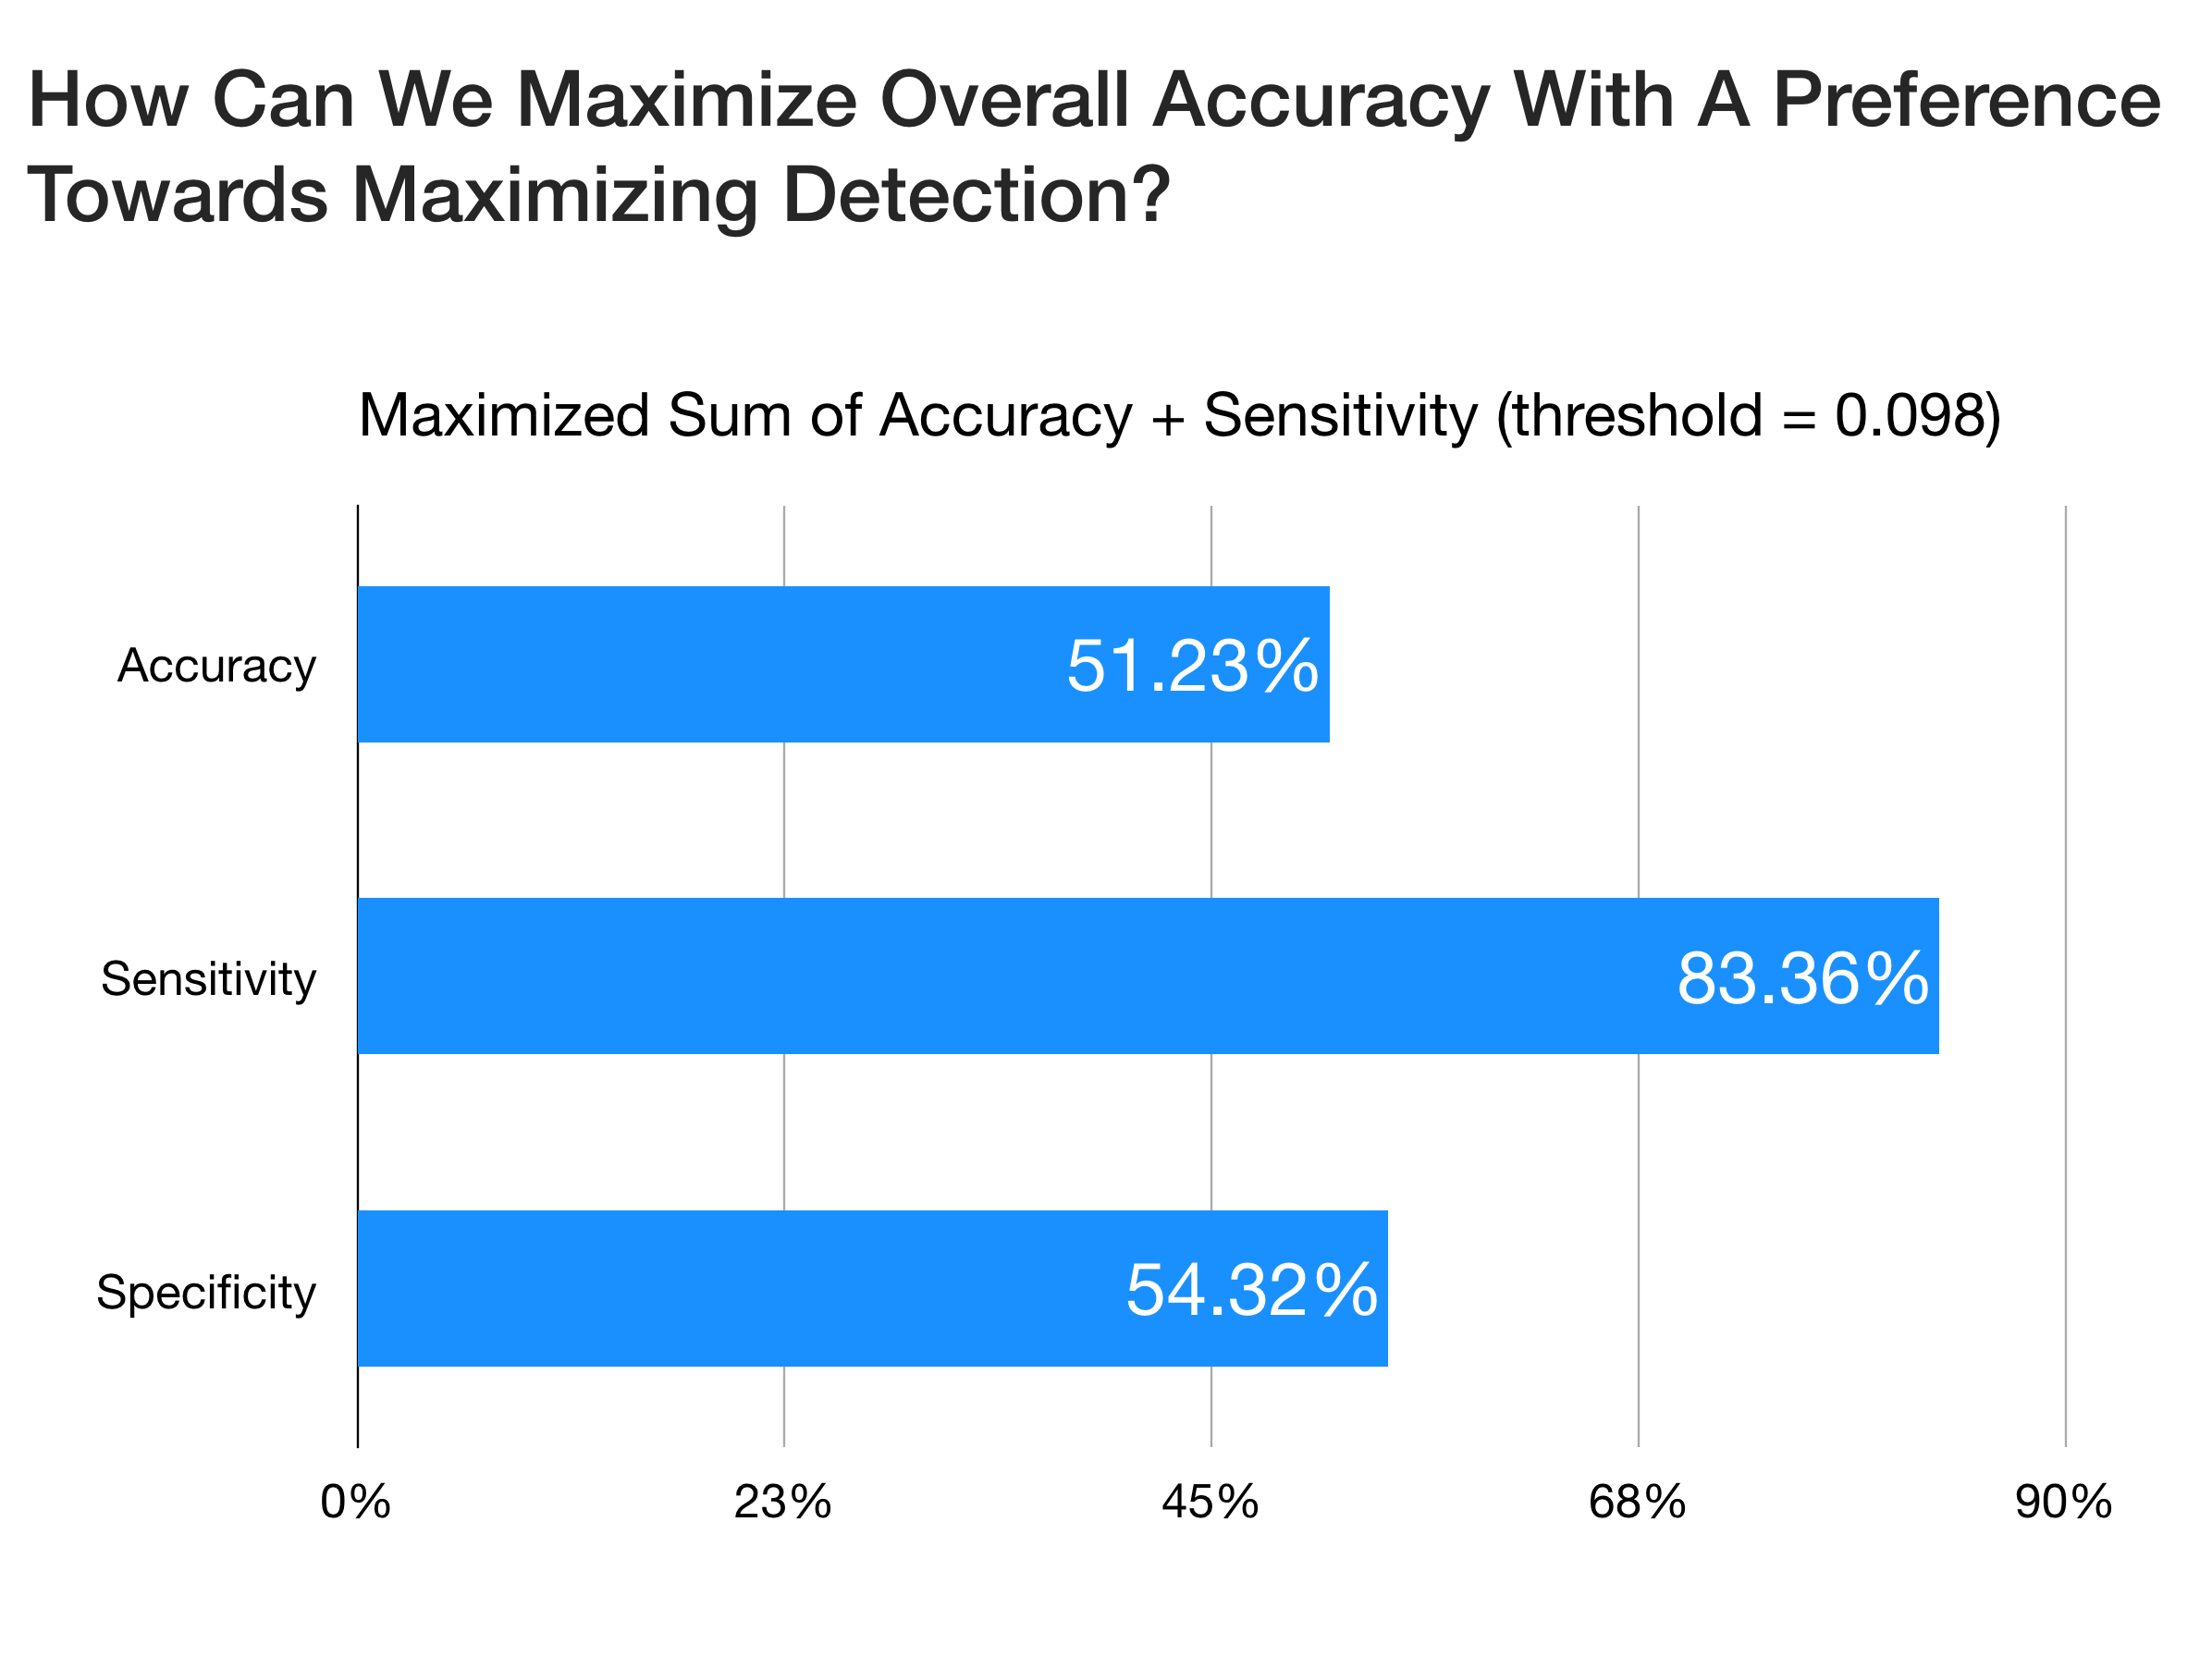 How Can We Maximize Overall Accuracy With A Preference
Towards Maximizing Detection?
Maximized Sum of Accuracy + Sensitivity (threshold = 0.098)
Accuracy
51.23%
Sensitivity
83.36%
Specificity
54.32%
0% 23% 45% 68% 90%